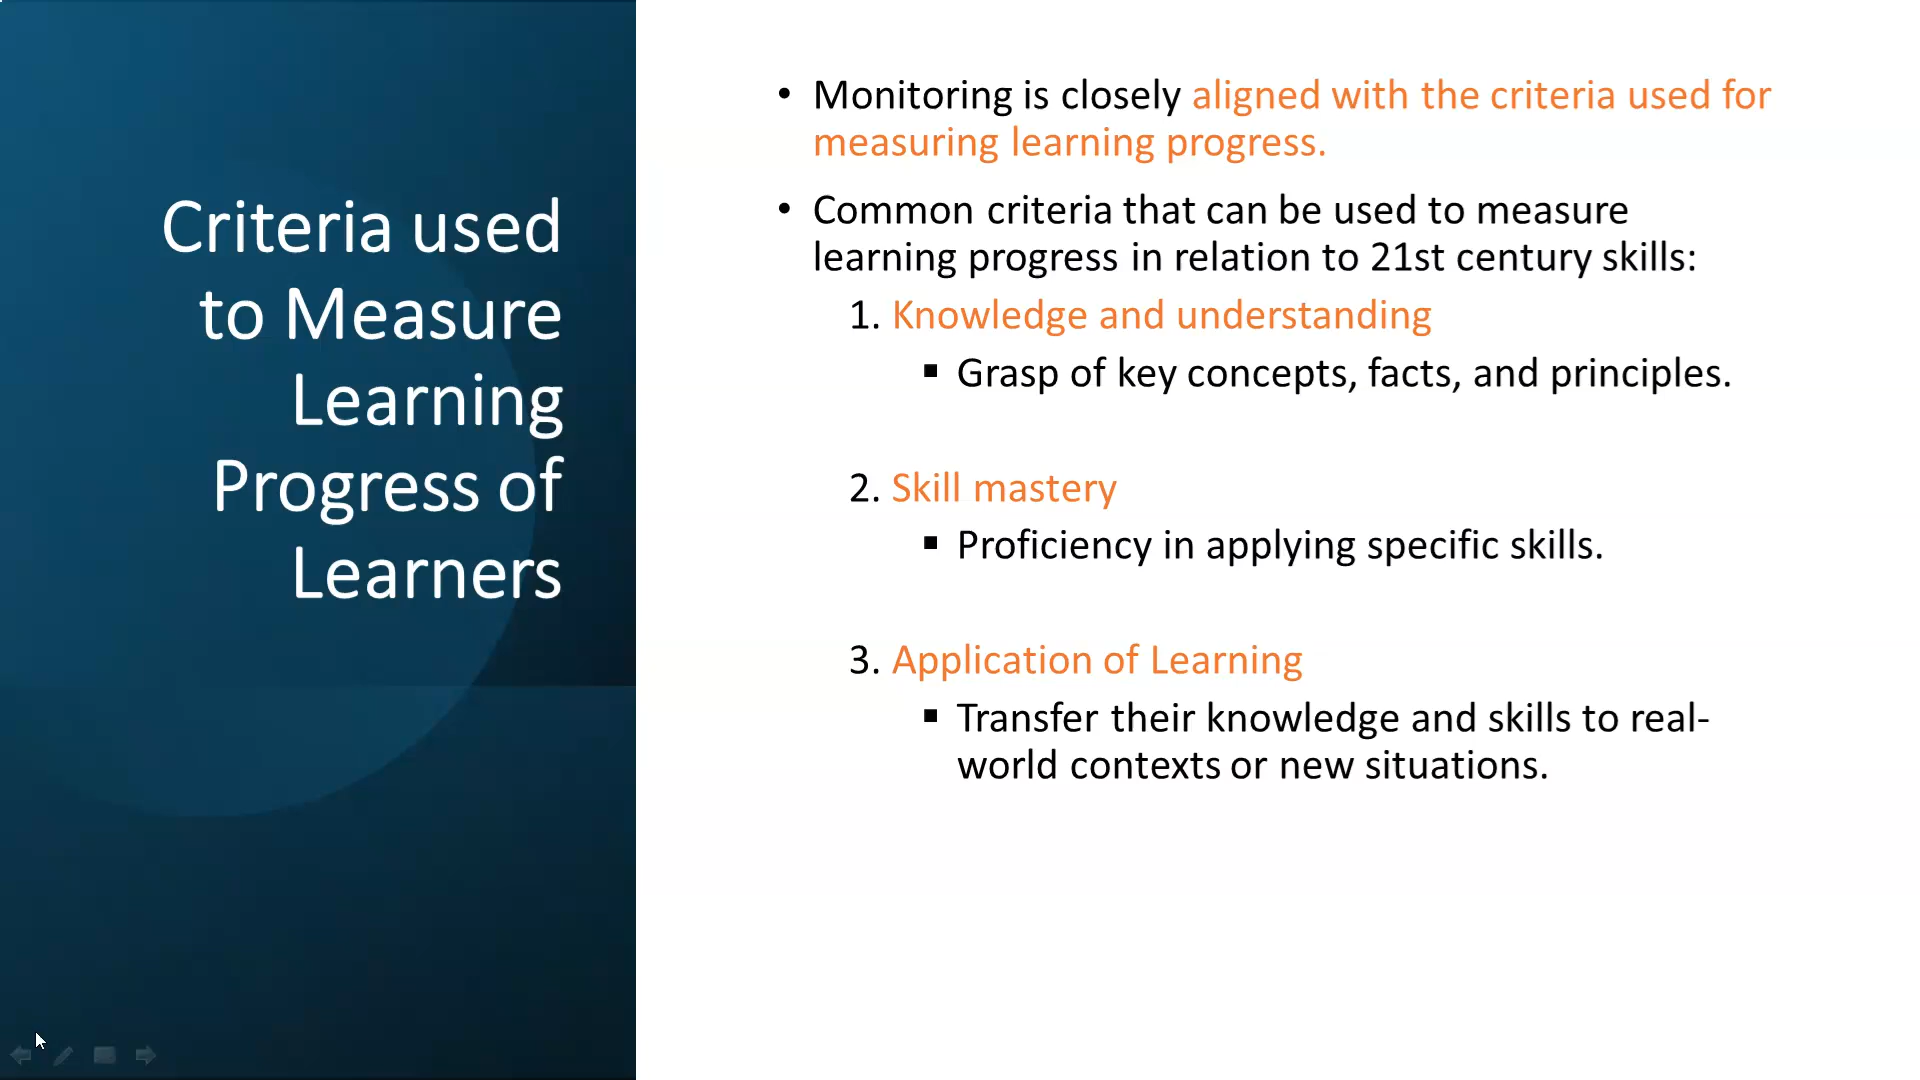 Criteria used
to Measure
Learning
Progress of
Learners
• Monitoring is closely aligned with the criteria used for
measuring learning progress.
• Common criteria that can be used to measure
learning progress in relation to 21st century skills:
1. Knowledge and understanding
▪ Grasp of key concepts, facts, and principles.
2. Skill mastery
▪ Proficiency in applying specific skills.
3. Application of Learning
▪ Transfer their knowledge and skills to real-
world contexts or new situations.